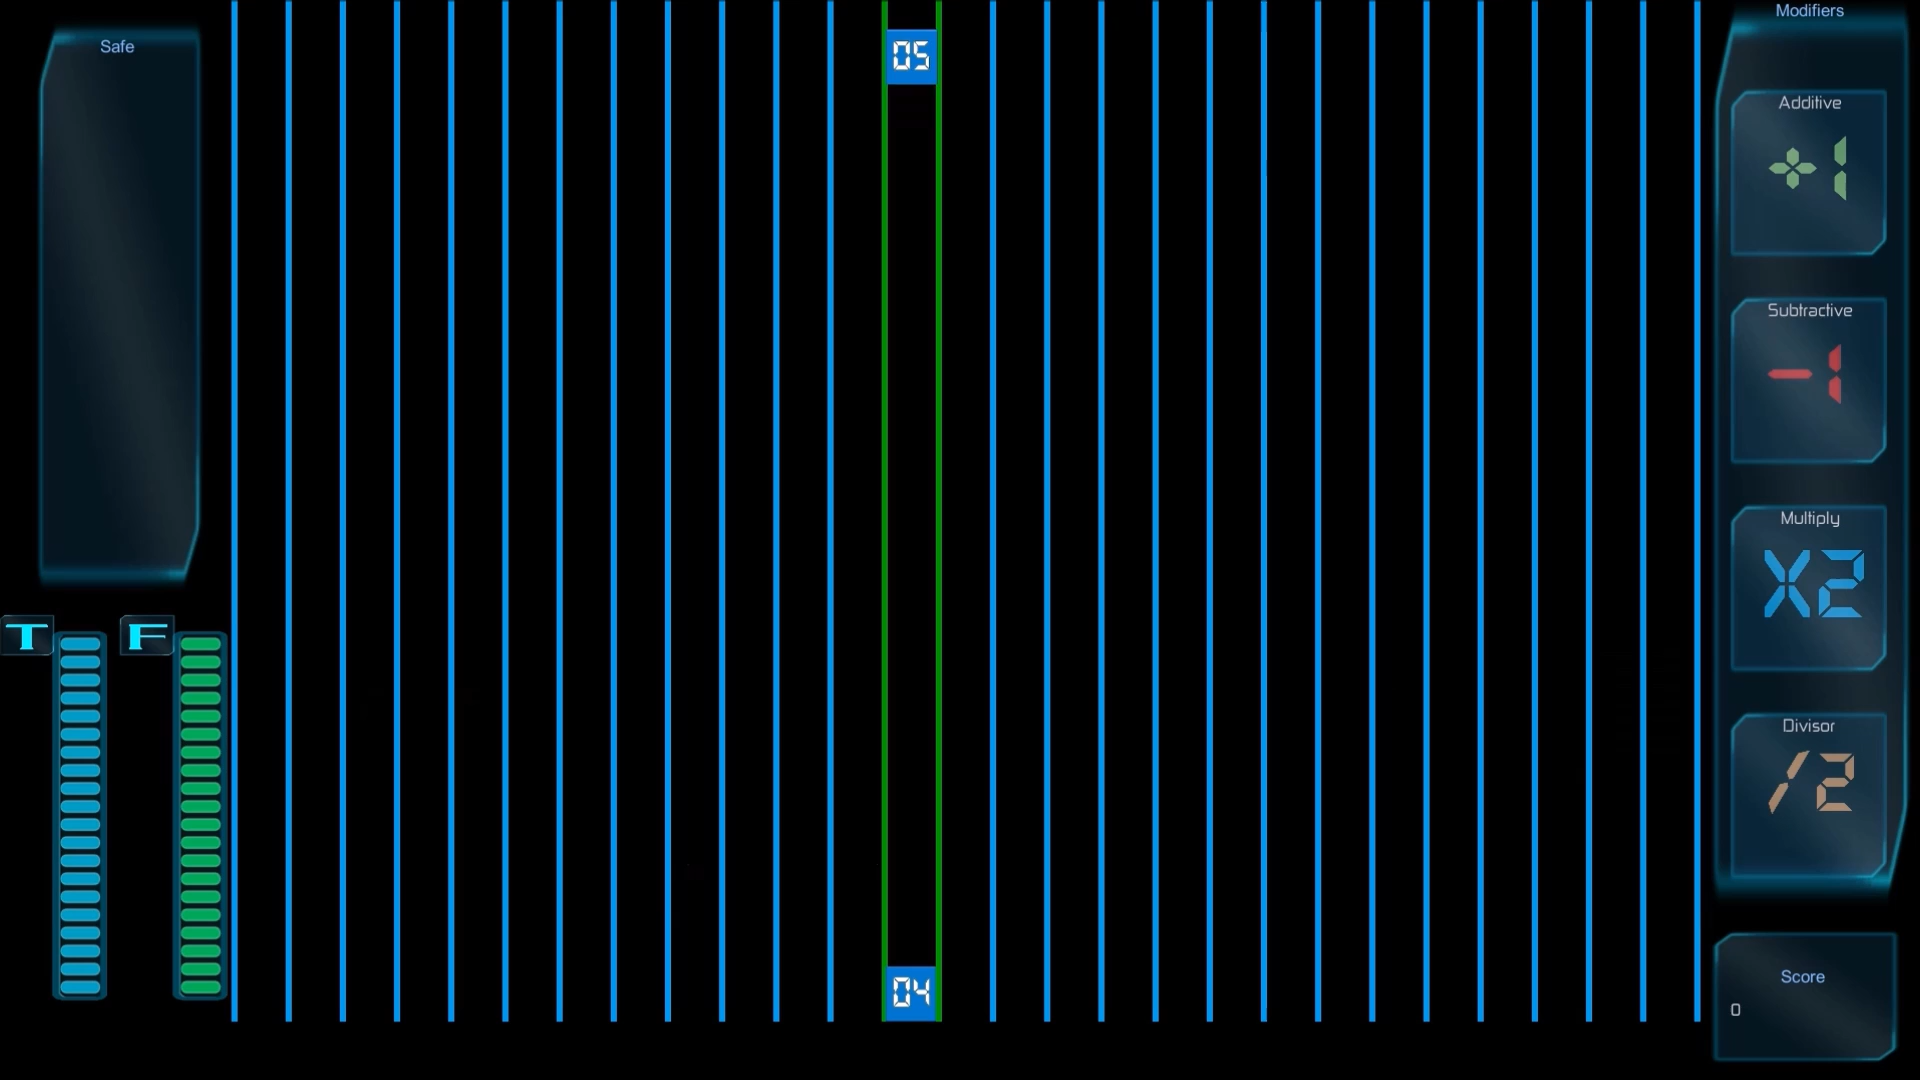 Safe
T
F
05
04
Modifiers
Additive
+1
Subtractive
-1
Multiply
X2
Divisor
/2
Score
0